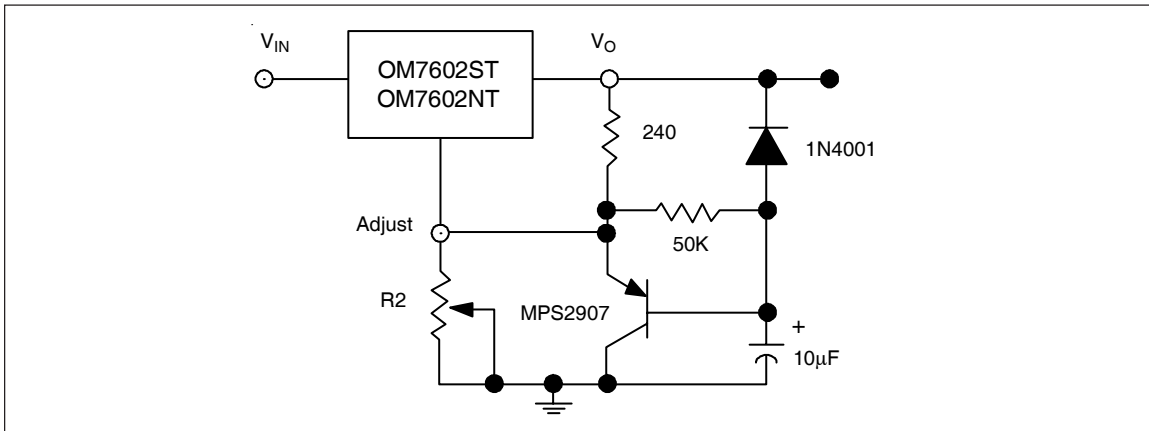 V_IN
V_O
OM7602ST
OM7602NT
240
1N4001
Adjust
50K
R2
MPS2907
+
10µF